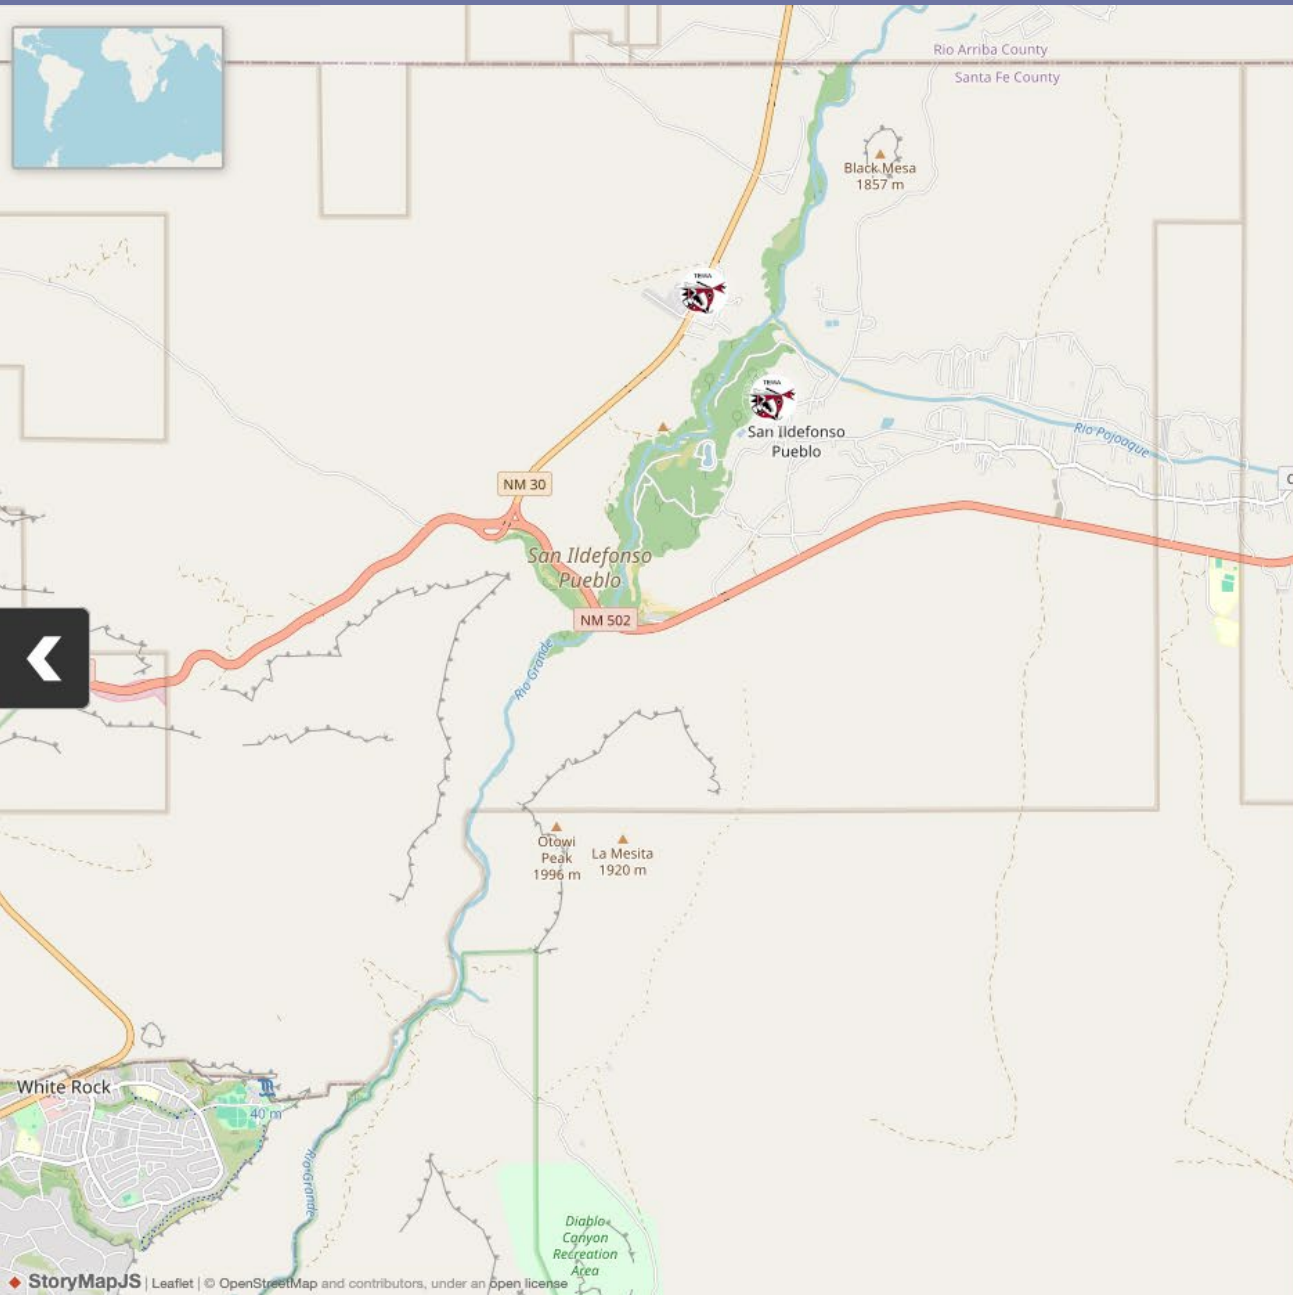 Rio Arriba County
Santa Fe County
Black Mesa
1857 m
TEWA
TEWA
San Ildefonso
Pueblo
Rio Pojoaque
NM 30
San Ildefonso
Pueblo
NM 502
Rio Grande
Otowi
Peak
1996 m
La Mesita
1920 m
White Rock
40 m
Rio Grande
Diablo
Canyon
Recreation
Area
StoryMapJS | Leaflet | © OpenStreetMap and contributors, under an open license